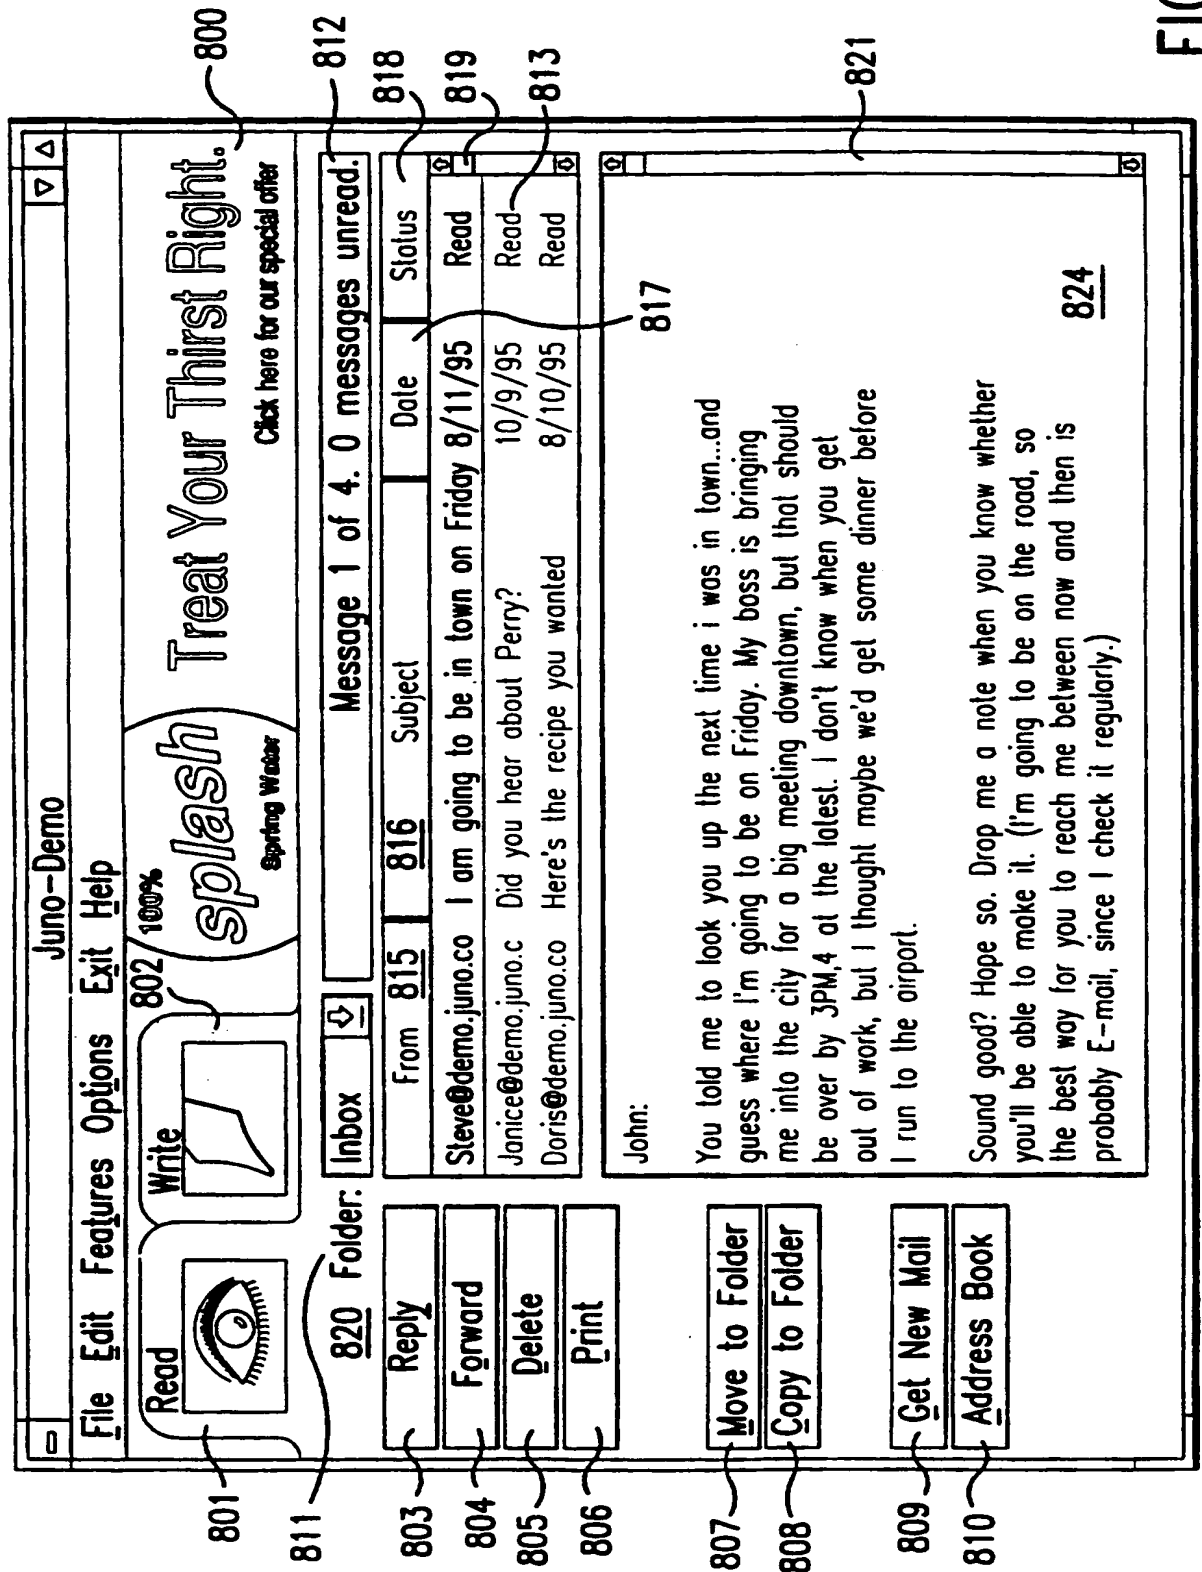 Juno-Demo
File Edit Features Options Exit Help
Read
Write
802
100%
splash
Spring Water
Treat Your Thirst Right.
Click here for our special offer
800
801
811
820 Folder: Inbox
Message 1 of 4. 0 messages unread.
812
From 815 816 Subject Date Status
818
Steve@demo.juno.co I am going to be in town on Friday 8/11/95 Read
819
Janice@demo.juno.c Did you hear about Perry? 10/9/95 Read
813
Doris@demo.juno.co Here's the recipe you wanted 8/10/95 Read
817
803 Reply
804 Forward
805 Delete
806 Print
807 Move to Folder
808 Copy to Folder
809 Get New Mail
810 Address Book
John:
You told me to look you up the next time i was in town...and
guess where I'm going to be on Friday. My boss is bringing
me into the city for a big meeting downtown, but that should
be over by 3PM,4 at the latest. I don't know when you get
out of work, but I thought maybe we'd get some dinner before
I run to the airport.
Sound good? Hope so. Drop me a note when you know whether
you'll be able to make it. (I'm going to be on the road, so
the best way for you to reach me between now and then is
probably E-mail, since I check it regularly.)
821
824